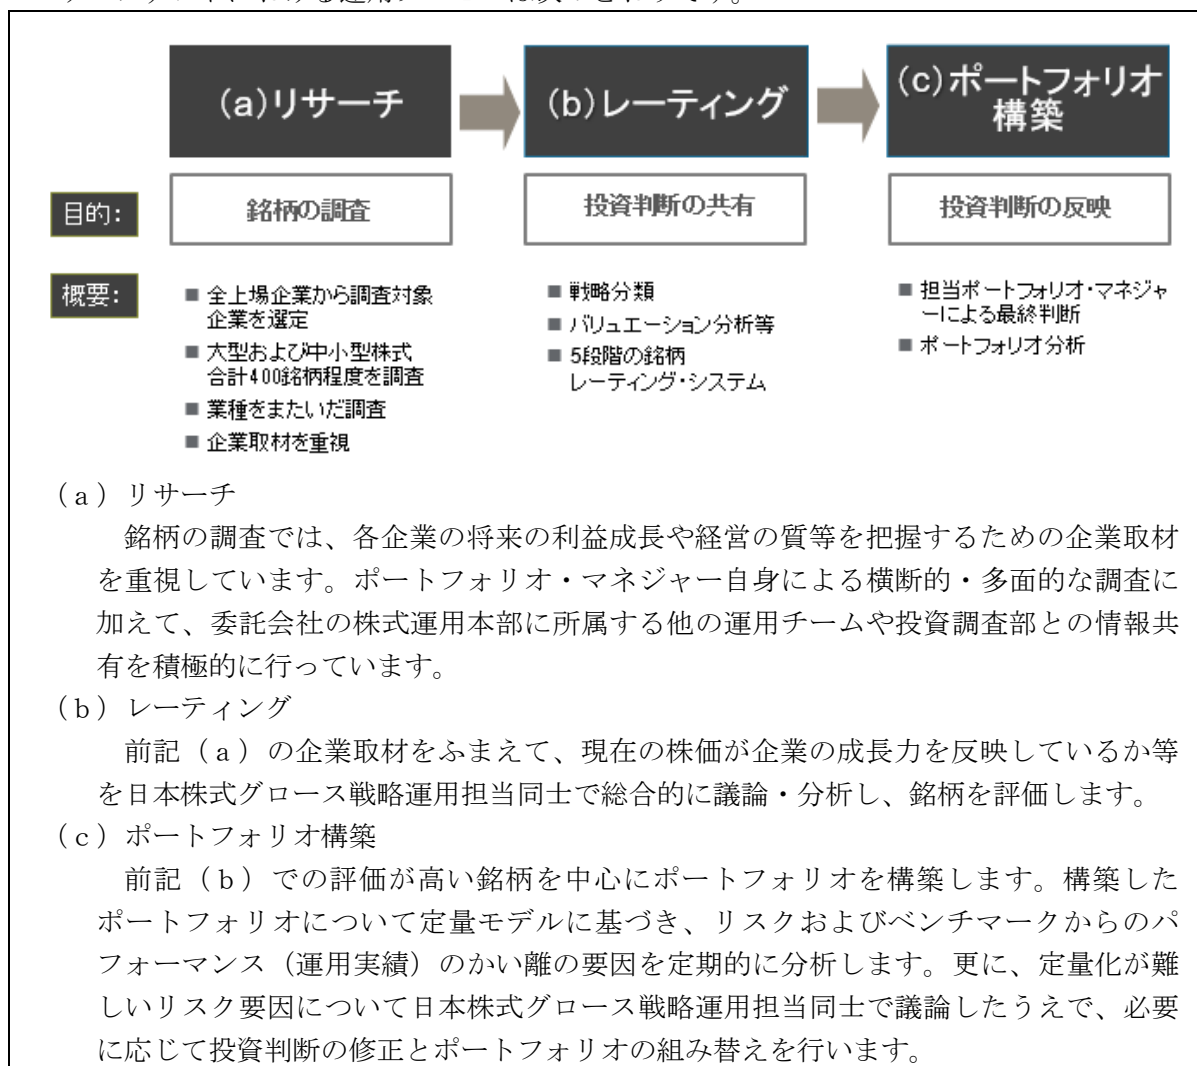 (a)リサーチ
(b)レーティング
(c)ポートフォリオ
構築
目的:
銘柄の調査
投資判断の共有
投資判断の反映
概要:
■ 全上場企業から調査対象
企業を選定
■ 大型および中小型株式
合計400銘柄程度を調査
■ 業種をまたいだ調査
■ 企業取材を重視
■ 戦略分類
■ バリュエーション分析等
■ 5段階の銘柄
レーティング・システム
■ 担当ポートフォリオ・マネジャ
ーによる最終判断
■ ポートフォリオ分析
(a)リサーチ
銘柄の調査では、各企業の将来の利益成長や経営の質等を把握するための企業取材
を重視しています。ポートフォリオ・マネジャー自身による横断的・多面的な調査に
加えて、委託会社の株式運用本部に所属する他の運用チームや投資調査部との情報共
有を積極的に行っています。
(b)レーティング
前記(a)の企業取材をふまえて、現在の株価が企業の成長力を反映しているか等
を日本株式グロース戦略運用担当同士で総合的に議論・分析し、銘柄を評価します。
(c)ポートフォリオ構築
前記(b)での評価が高い銘柄を中心にポートフォリオを構築します。構築した
ポートフォリオについて定量モデルに基づき、リスクおよびベンチマークからのパ
フォーマンス(運用実績)のかい離の要因を定期的に分析します。更に、定量化が難
しいリスク要因について日本株式グロース戦略運用担当同士で議論したうえで、必要
に応じて投資判断の修正とポートフォリオの組み替えを行います。